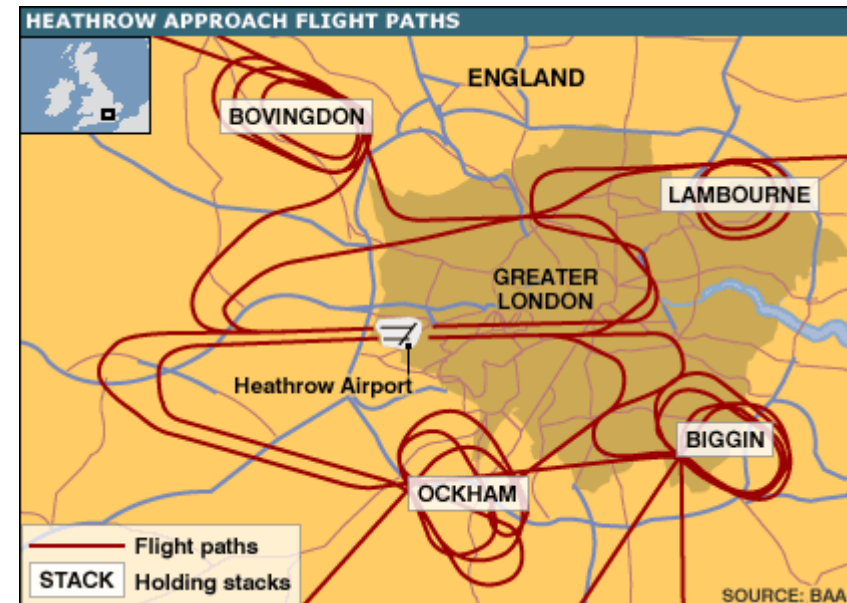 HEATHROW APPROACH FLIGHT PATHS
ENGLAND
BOVINGDON
LAMBOURNE
GREATER
LONDON
Heathrow Airport
BIGGIN
OCKHAM
Flight paths
STACK Holding stacks
SOURCE: BAA